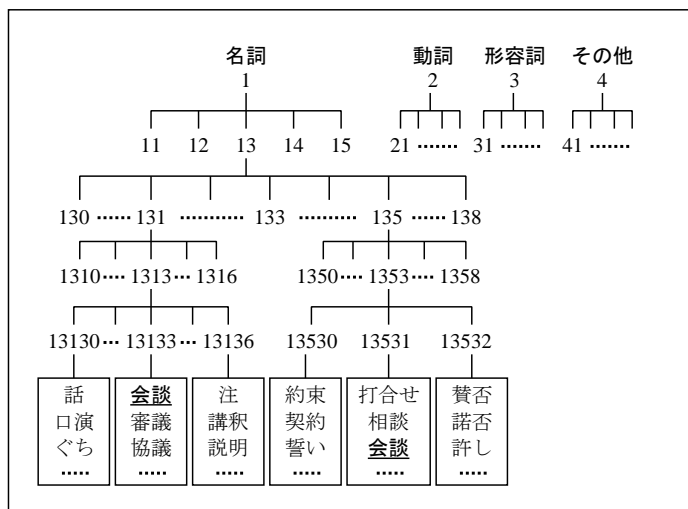 名詞 動詞 形容詞 その他
1 2 3 4
11 12 13 14 15 21 ······· 31 ······· 41 ·······
130 ······ 131 ··············· 133 ··············· 135 ······ 138
1310 ···· 1313 ··· 1316 1350 ···· 1353 ···· 1358
13130 ··· 13133 ··· 13136 13530 13531 13532
話 会談 注 約束 打合せ 賛否
口演 審議 講釈 契約 相談 諾否
ぐち 協議 説明 誓い 会談 許し
····· ····· ····· ····· ····· ·····